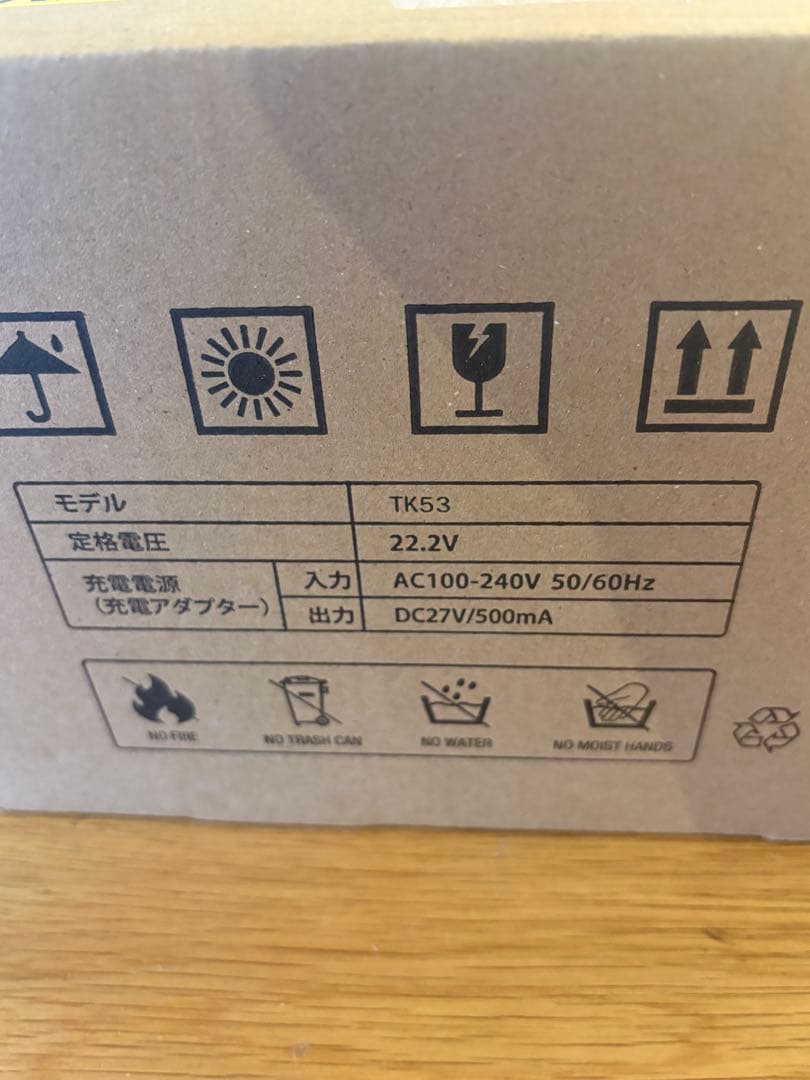 モデル TK53
定格電圧 22.2V
充電電源
（充電アダプター）
入力 AC100-240V 50/60Hz
出力 DC27V/500mA
NO FIRE
NO TRASH CAN
NO WATER
NO MOIST HANDS